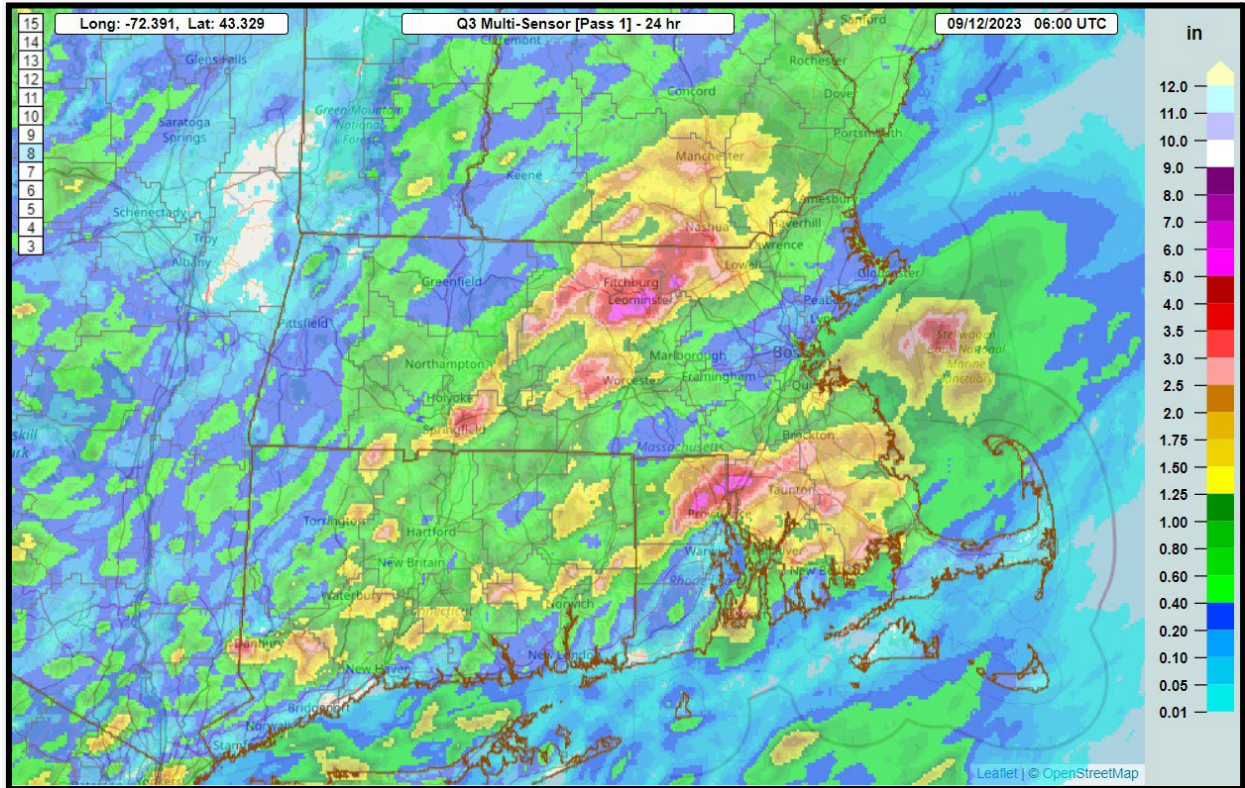 Long: -72.391, Lat: 43.329
Q3 Multi-Sensor [Pass 1] - 24 hr
09/12/2023 06:00 UTC
in
15
14
13
12
11
10
9
8
7
6
5
4
3
12.0
11.0
10.0
9.0
8.0
7.0
6.0
5.0
4.0
3.5
3.0
2.5
2.0
1.75
1.50
1.25
1.00
0.80
0.60
0.40
0.20
0.10
0.05
0.01
Sanford
Claremont
Glens Falls
Rochester
Concord
Dover
Green Mountain
National
Forest
Saratoga
Springs
Portsmouth
Manchester
Keene
Amesbury
Schenectady
Haverhill
Nashua
Troy
Lawrence
Albany
Lowell
Gloucester
Greenfield
Fitchburg
Leominster
Peabody
Pittsfield
Stellwagen
Bank National
Marine
Sanctuary
Northampton
Marlborough
Worcester
Framingham
Holyoke
Springfield
Brockton
Massachusetts
Taunton
Torrington
Hartford
New Britain
Waterbury
Connecticut
Norwich
Danbury
New London
New Haven
Bridgeport
Norwalk
Yonkers
Leaflet | © OpenStreetMap